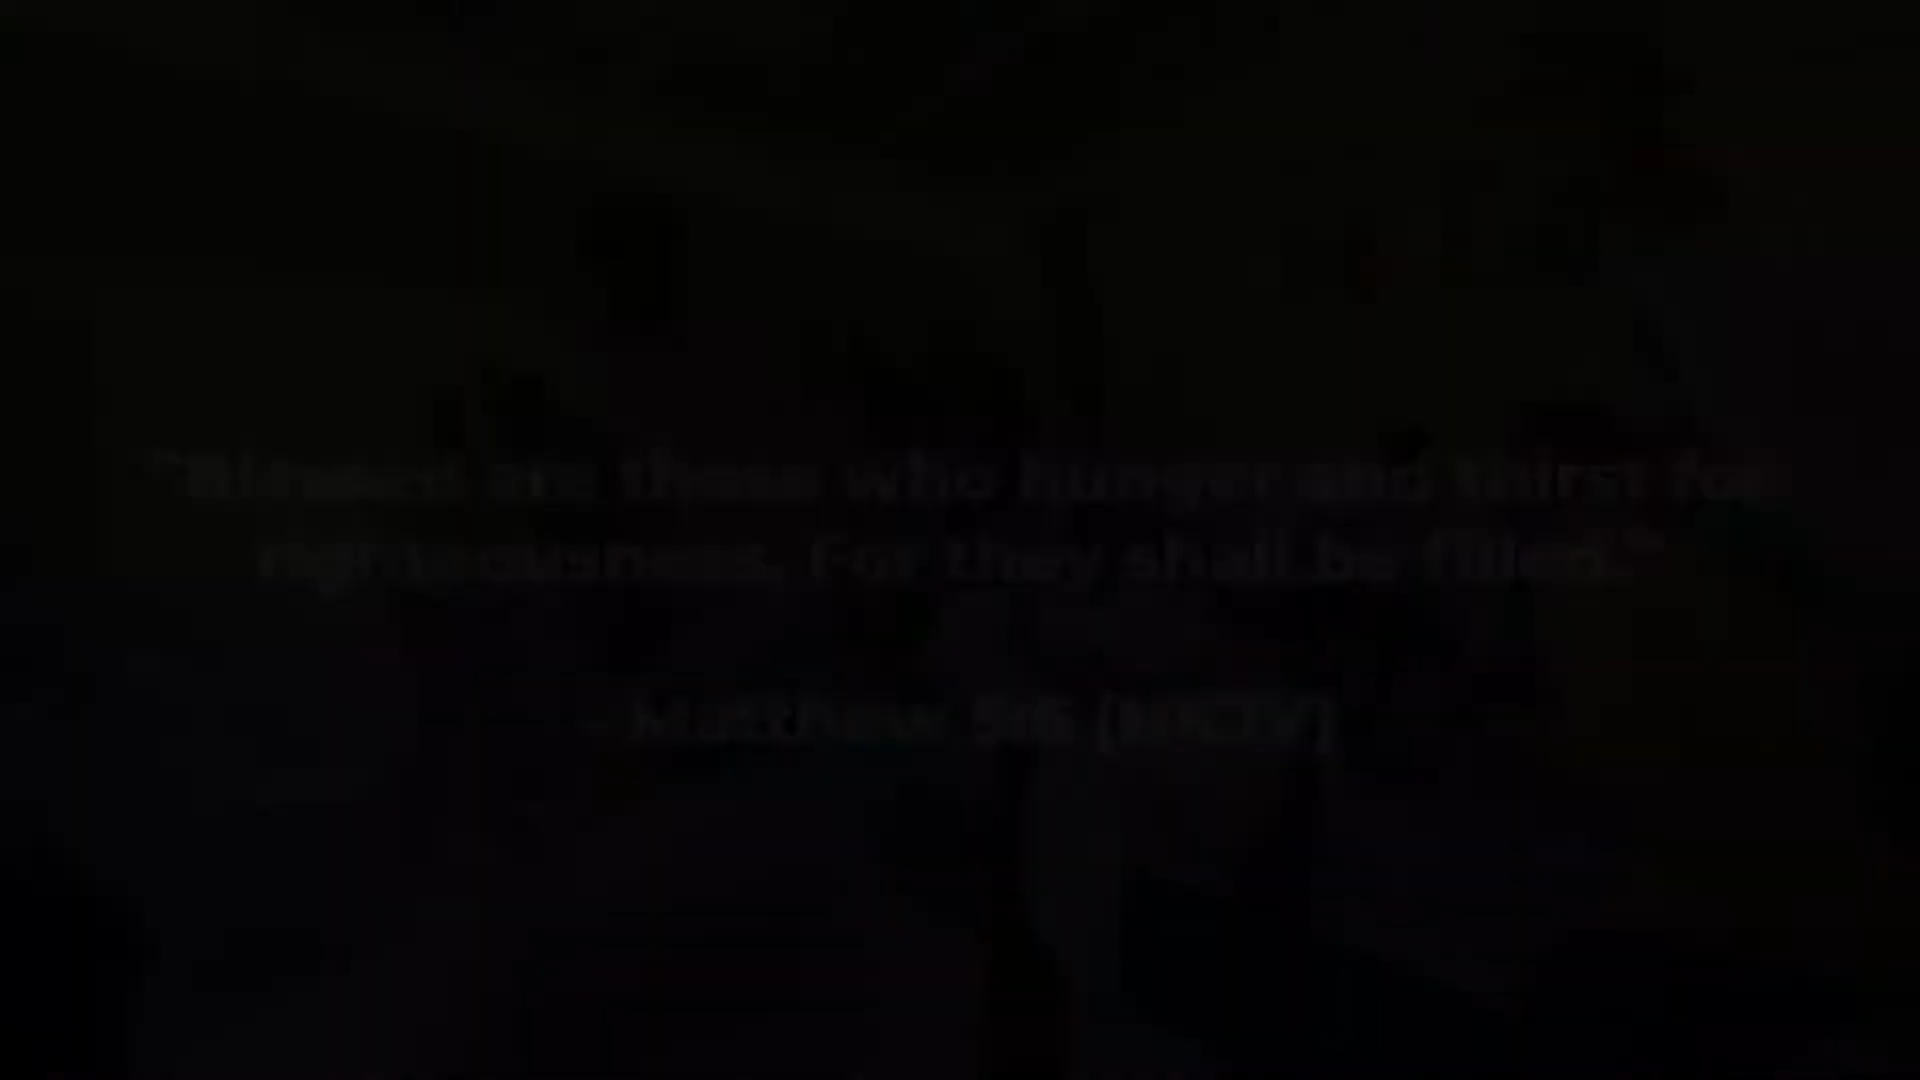 "Blessed are those who hunger and thirst for
righteousness, For they shall be filled."
- Matthew 5:6 (NKJV)